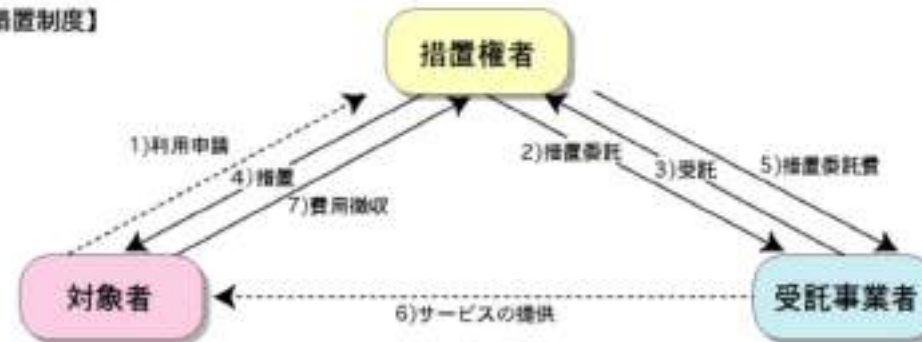 措置制度】
措置権者
1)利用申請
4)措置
7)費用徴収
2)措置委託
3)受託
5)措置委託費
対象者
6)サービスの提供
受託事業者